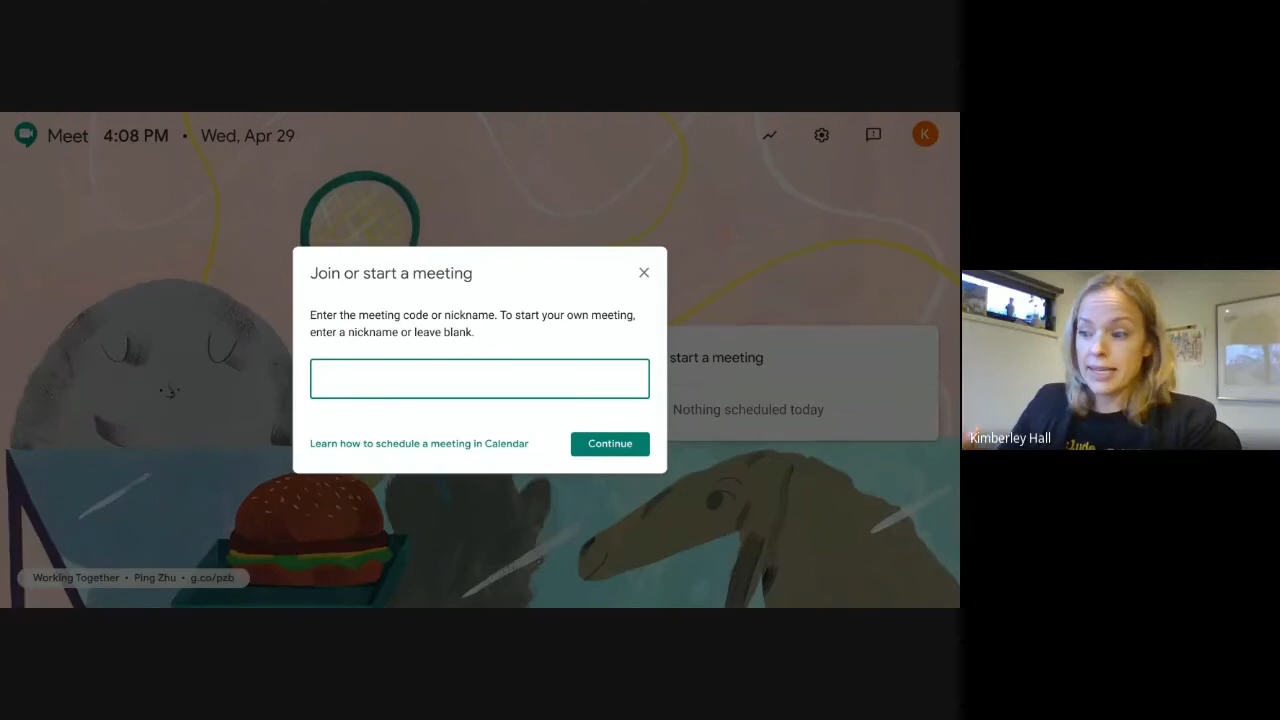 Meet 4:08 PM • Wed, Apr 29
K
Join or start a meeting
Enter the meeting code or nickname. To start your own meeting,
enter a nickname or leave blank.
start a meeting
Nothing scheduled today
Learn how to schedule a meeting in Calendar
Continue
Kimberley Hall
Working Together • Ping Zhu • g.co/pzb